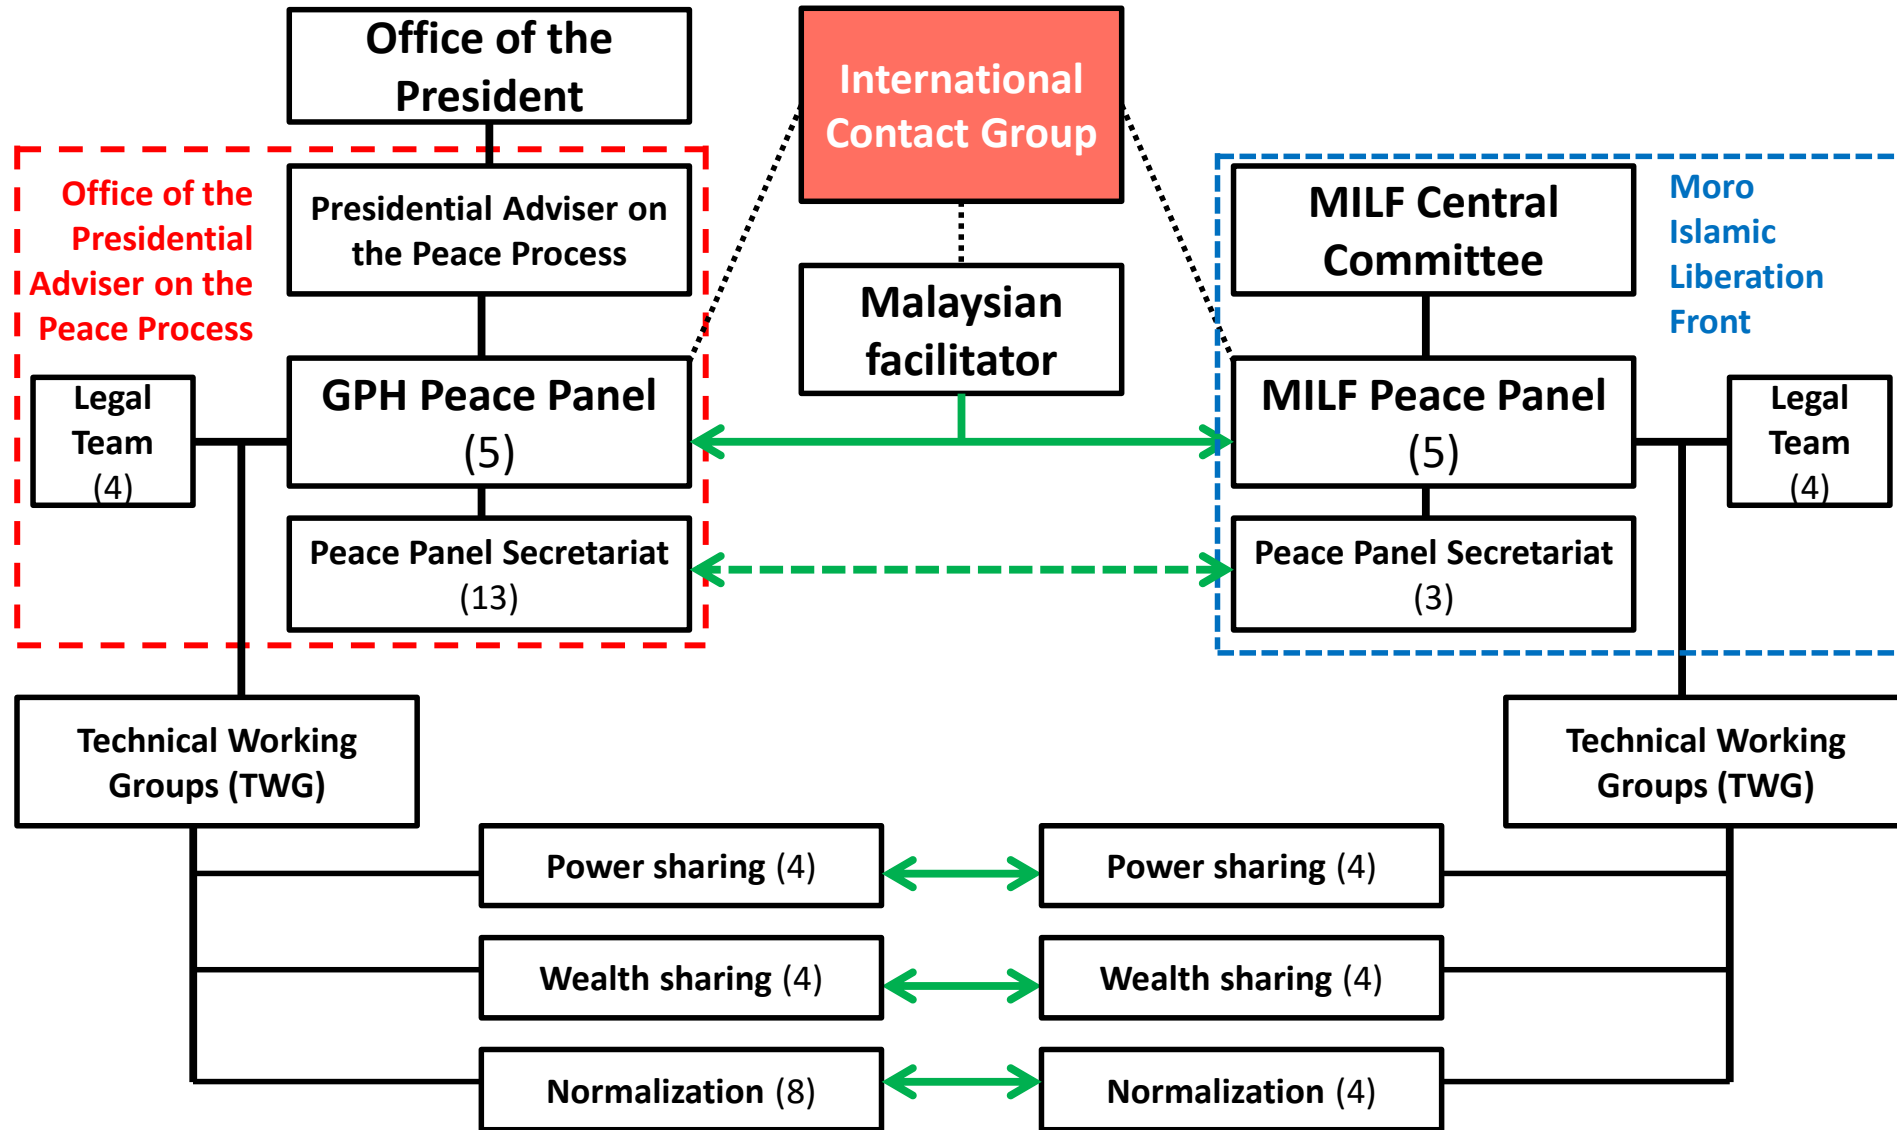 Office of the
President
International
Contact Group
Office of the
Presidential
Adviser on the
Peace Process
Presidential Adviser on
the Peace Process
MILF Central
Committee
Moro
Islamic
Liberation
Front
Malaysian
facilitator
Legal
Team
(4)
GPH Peace Panel
(5)
MILF Peace Panel
(5)
Legal
Team
(4)
Peace Panel Secretariat
(13)
Peace Panel Secretariat
(3)
Technical Working
Groups (TWG)
Technical Working
Groups (TWG)
Power sharing (4)
Power sharing (4)
Wealth sharing (4)
Wealth sharing (4)
Normalization (8)
Normalization (4)